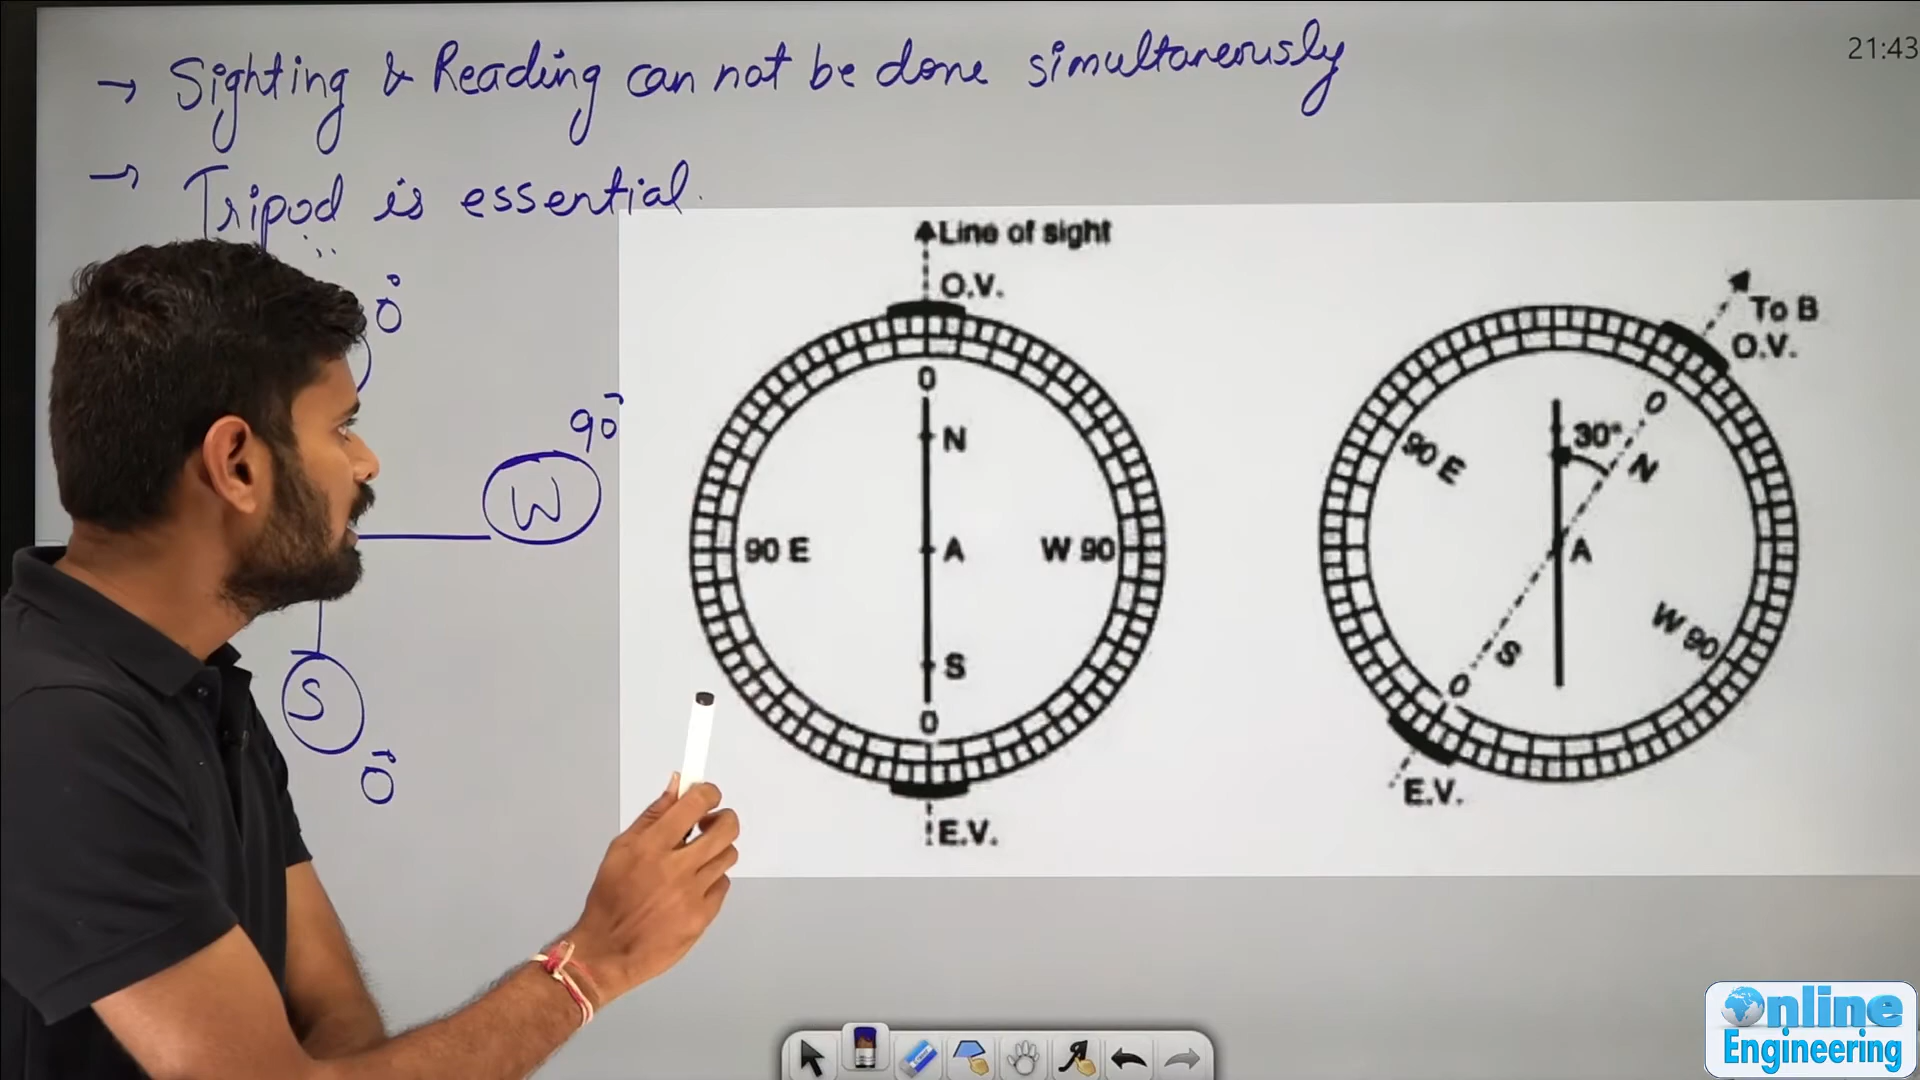 → Sighting & Reading can not be done simultaneously
21:43
→ Tripod is essential.
0°
90°
W
S
0°
Line of sight
O.V.
0
N
90 E
A
W 90
S
0
E.V.
To B
O.V.
0
30°
N
90 E
A
W 90
S
0
E.V.
Online
Engineering